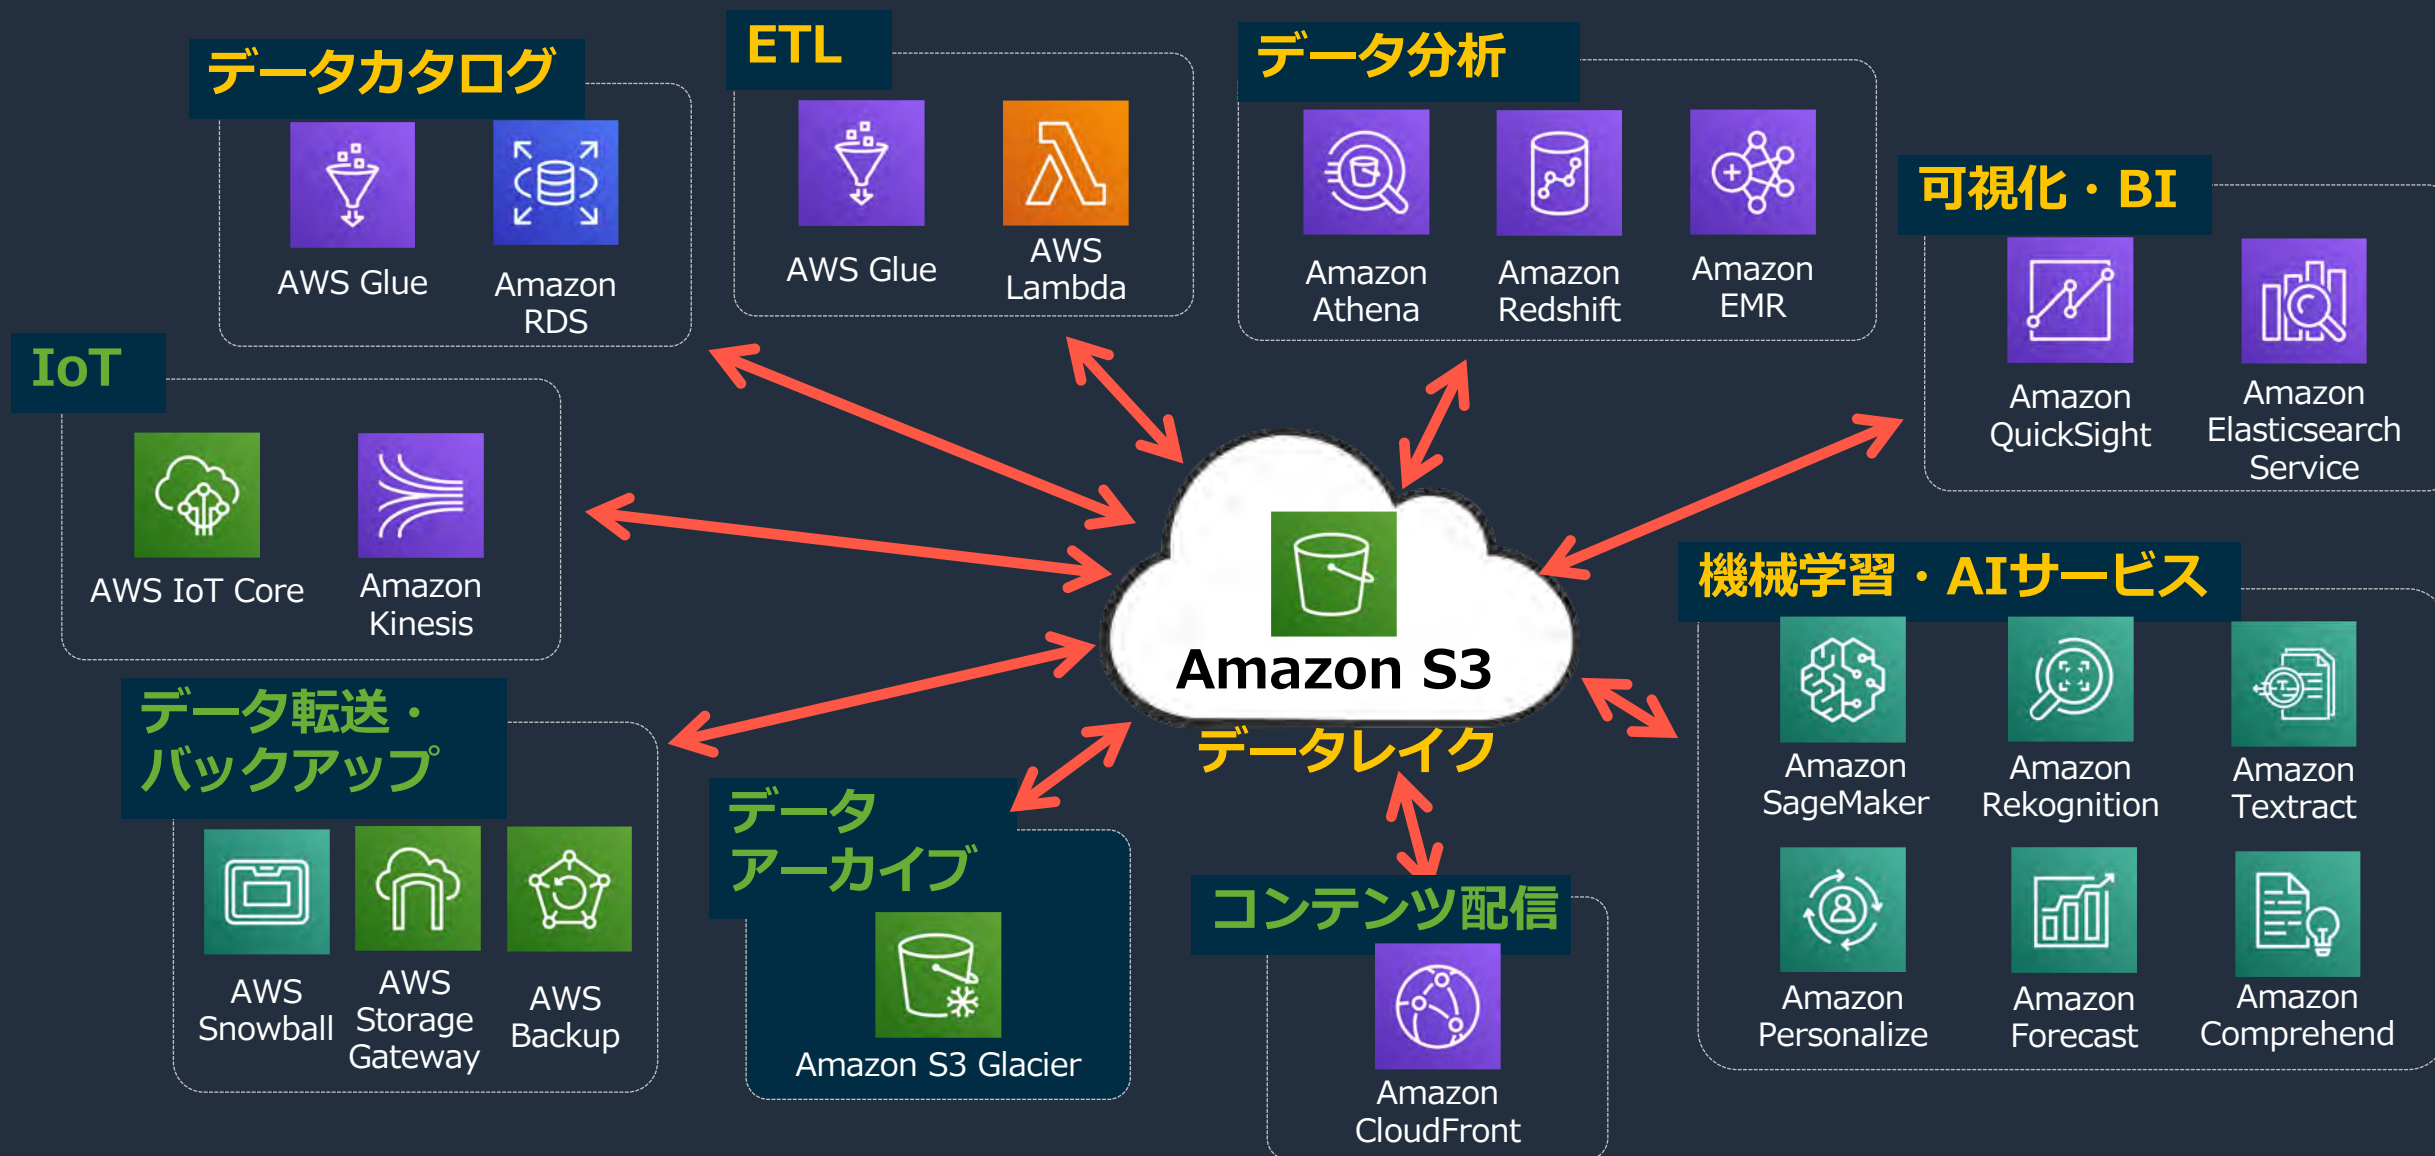 データカタログ
AWS Glue
Amazon
RDS
ETL
AWS Glue
AWS
Lambda
データ分析
Amazon
Athena
Amazon
Redshift
Amazon
EMR
可視化・BI
Amazon
QuickSight
Amazon
Elasticsearch
Service
IoT
AWS IoT Core
Amazon
Kinesis
Amazon S3
データレイク
機械学習・AIサービス
Amazon
SageMaker
Amazon
Rekognition
Amazon
Textract
Amazon
Personalize
Amazon
Forecast
Amazon
Comprehend
データ転送・
バックアップ
AWS
Snowball
AWS
Storage
Gateway
AWS
Backup
データ
アーカイブ
Amazon S3 Glacier
コンテンツ配信
Amazon
CloudFront